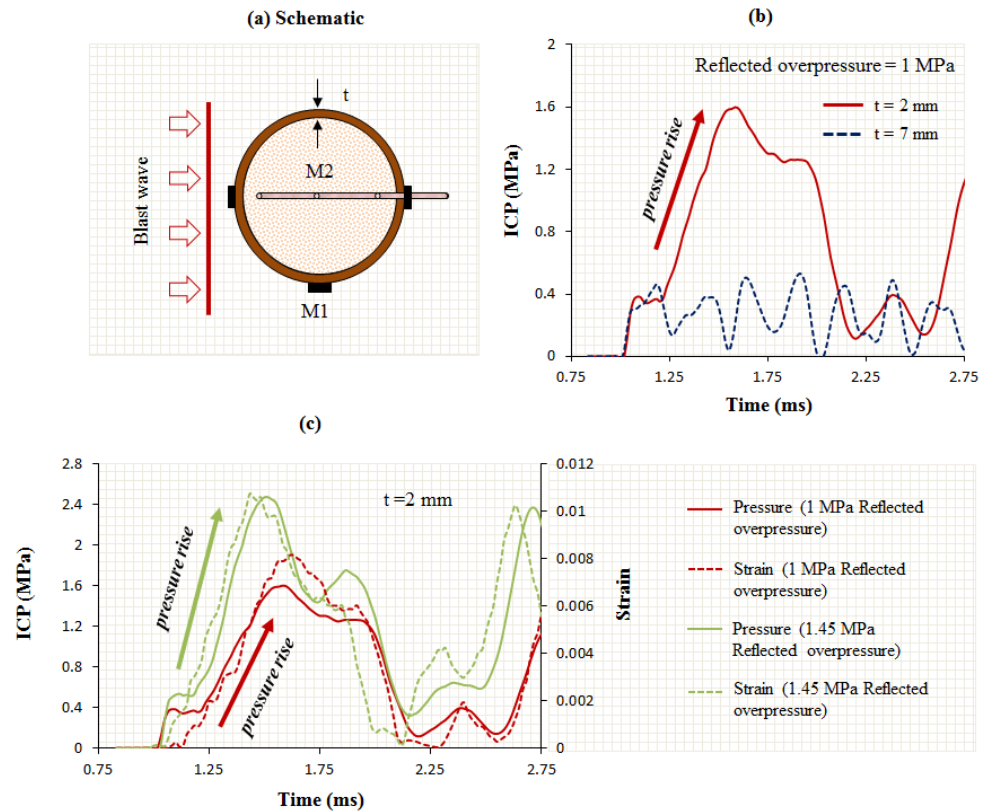 (a) Schematic
t
M2
Blast wave
M1
(b)
Reflected overpressure = 1 MPa
t = 2 mm
t = 7 mm
pressure rise
ICP (MPa)
2
1.6
1.2
0.8
0.4
0
0.75
1.25
1.75
2.25
2.75
Time (ms)
(c)
t =2 mm
pressure rise
pressure rise
ICP (MPa)
2.8
2.4
2.0
1.6
1.2
0.8
0.4
0
0.75
1.25
1.75
2.25
2.75
Time (ms)
0.012
0.01
0.008
0.006
0.004
0.002
0
Strain
Pressure (1 MPa Reflected
overpressure)
Strain (1 MPa Reflected
overpressure)
Pressure (1.45 MPa
Reflected overpressure)
Strain (1.45 MPa Reflected
overpressure)